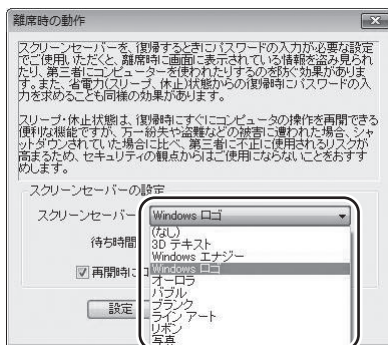 離席時の動作
スクリーンセーバーを、復帰するときにパスワードの入力が必要な設定
でご使用いただくと、離席時に画面に表示されている情報を盗み見られ
たり、第三者にコンピューターを使われたりするのを防ぐ効果がありま
す。また、省電力(スリープ、休止)状態からの復帰時にパスワードの入
力を求めることも同様の効果があります。
スリープ・休止状態は、復帰時にすぐにコンピュータの操作を再開できる
便利な機能ですが、万一紛失や盗難などの被害に遭われた場合、シャ
ットダウンされていた場合に比べ、第三者に不正に使用されるリスクが
高まるため、セキュリティの観点からはご使用にならないことをおすす
めします。
スクリーンセーバーの設定
スクリーンセーバー Windows ロゴ
(なし)
待ち時間 3D テキスト
Windows エナジー
Windows ロゴ
再開時に オーロラ
バブル
設定 ブランク
ライン アート
リボン
写真